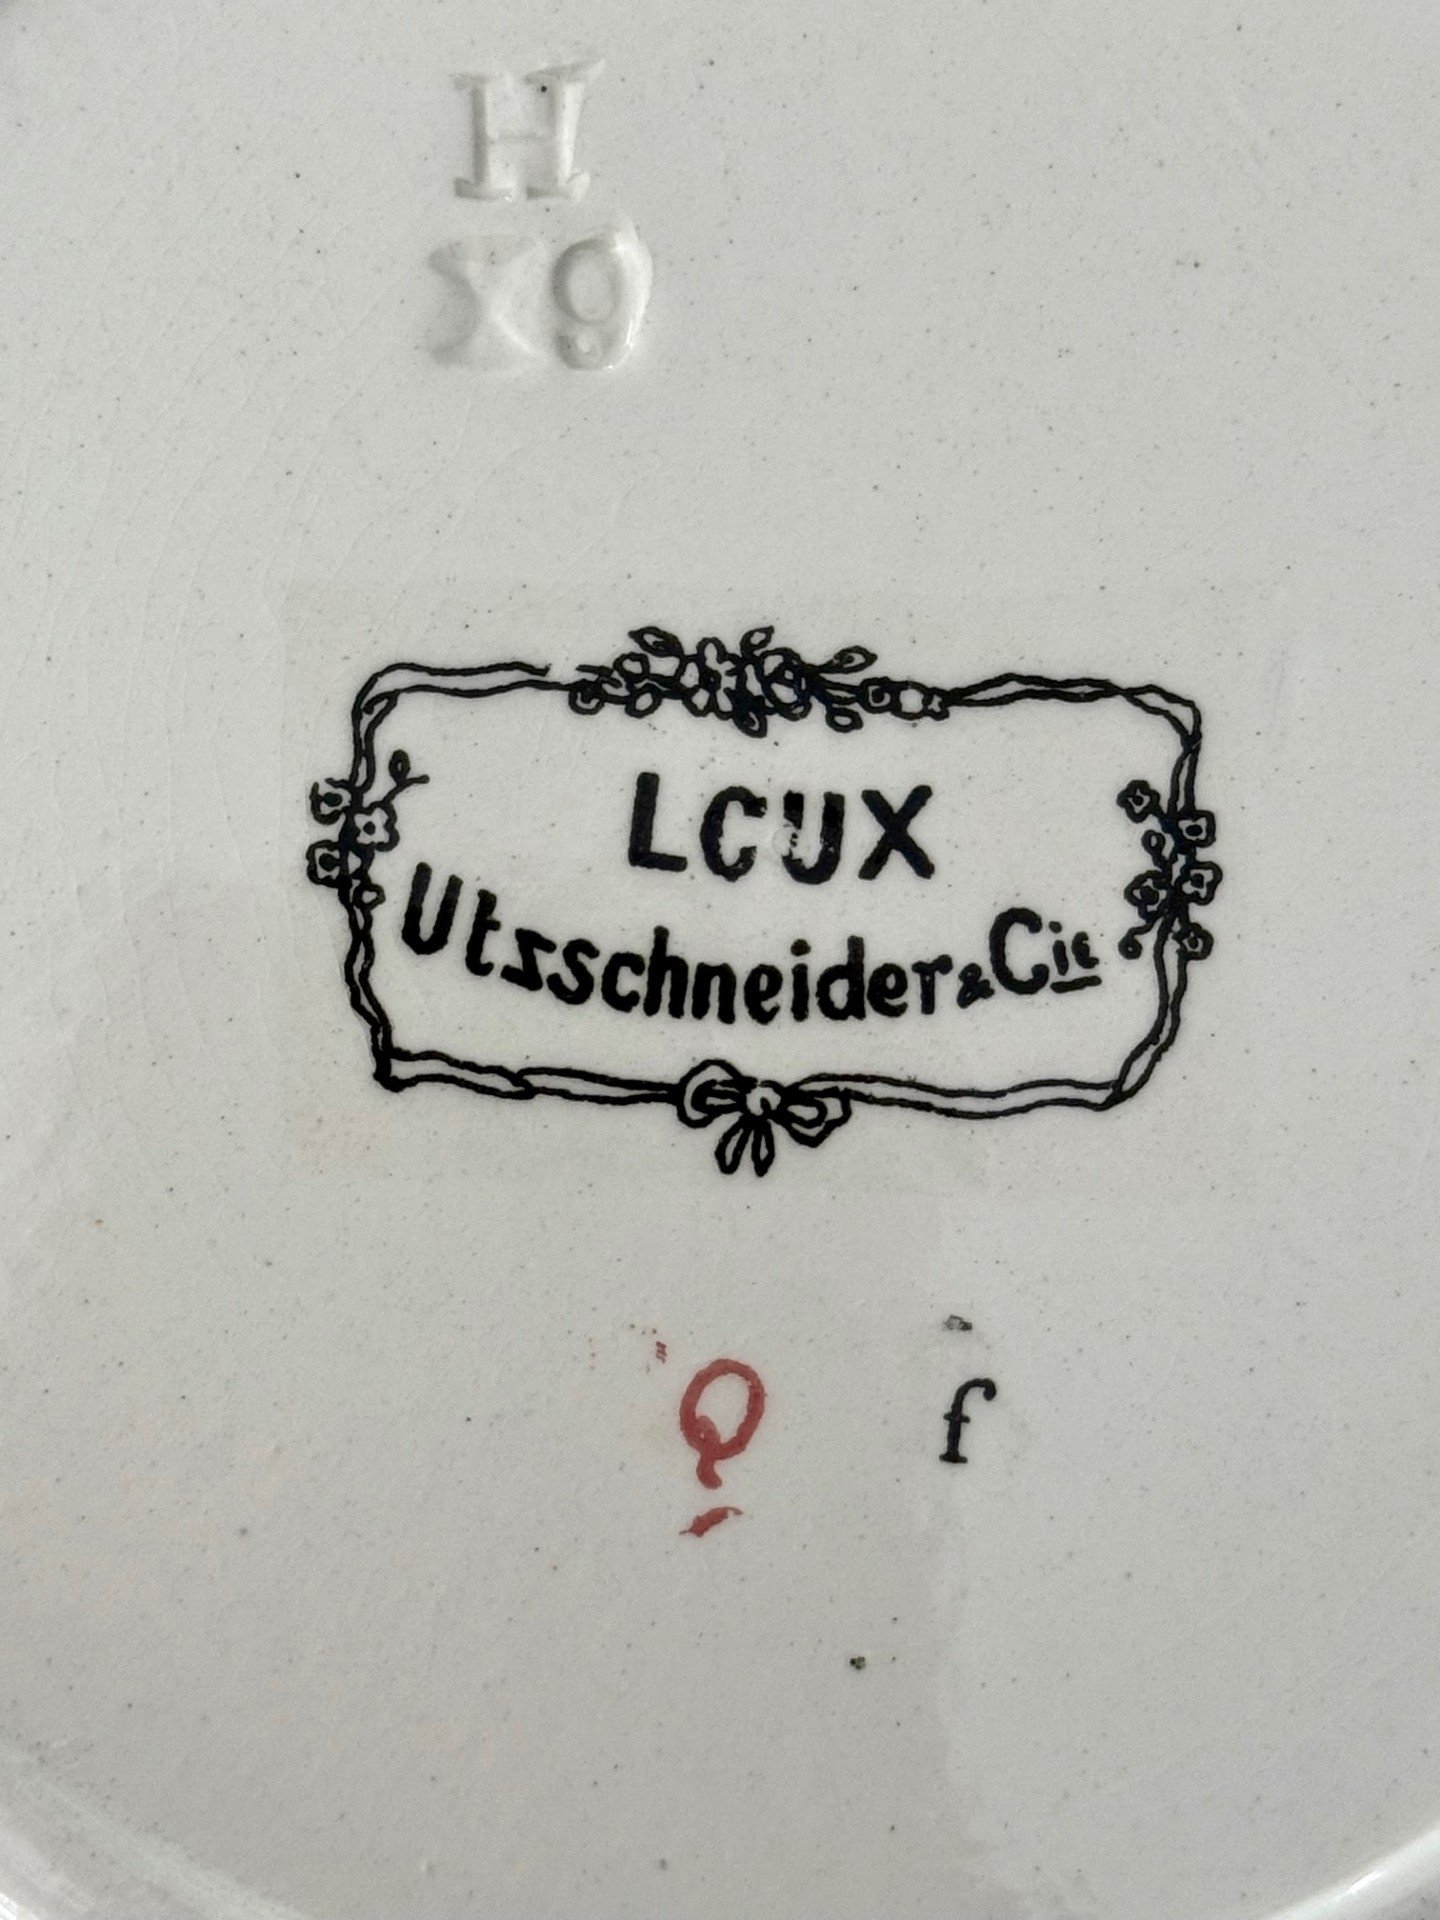 H
X9
LCUX
Utzschneider & Cie
Q f